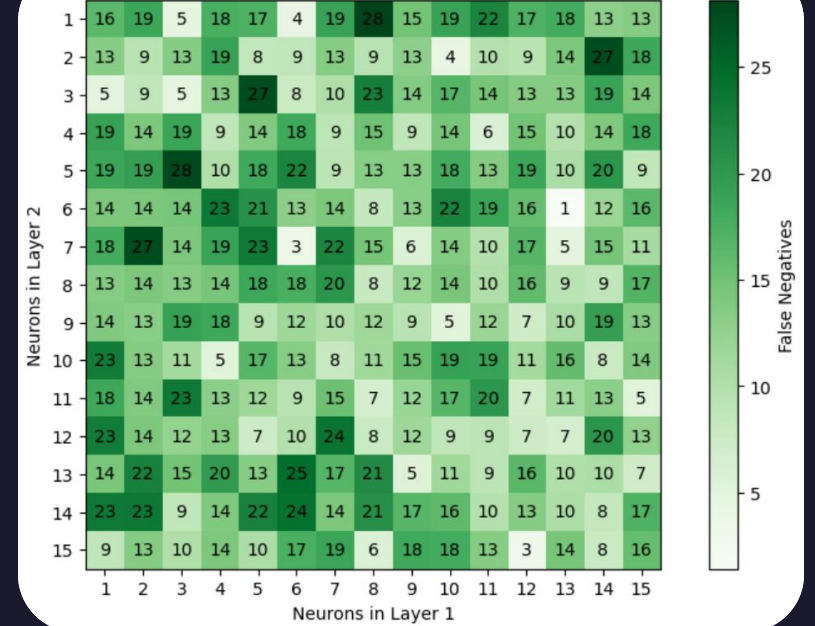 1 16 19 5 18 17 4 19 28 15 19 22 17 18 13 13
2 13 9 13 19 8 9 13 9 13 4 10 9 14 27 18
3 5 9 5 13 27 8 10 23 14 17 14 13 13 19 14
4 19 14 19 9 14 18 9 15 9 14 6 15 10 14 18
5 19 19 28 10 18 22 9 13 13 18 13 19 10 20 9
6 14 14 14 23 21 13 14 8 13 22 19 16 1 12 16
7 18 27 14 19 23 3 22 15 6 14 10 17 5 15 11
8 13 14 13 14 18 18 20 8 12 14 10 16 9 9 17
9 14 13 19 18 9 12 10 12 9 5 12 7 10 19 13
10 23 13 11 5 17 13 8 11 15 19 19 11 16 8 14
11 18 14 23 13 12 9 15 7 12 17 20 7 11 13 5
12 23 14 12 13 7 10 24 8 12 9 9 7 7 20 13
13 14 22 15 20 13 25 17 21 5 11 9 16 10 10 7
14 23 23 9 14 22 24 14 21 17 16 10 13 10 8 17
15 9 13 10 14 10 17 19 6 18 18 13 3 14 8 16
1 2 3 4 5 6 7 8 9 10 11 12 13 14 15
Neurons in Layer 1
Neurons in Layer 2
25
20
15
10
5
False Negatives